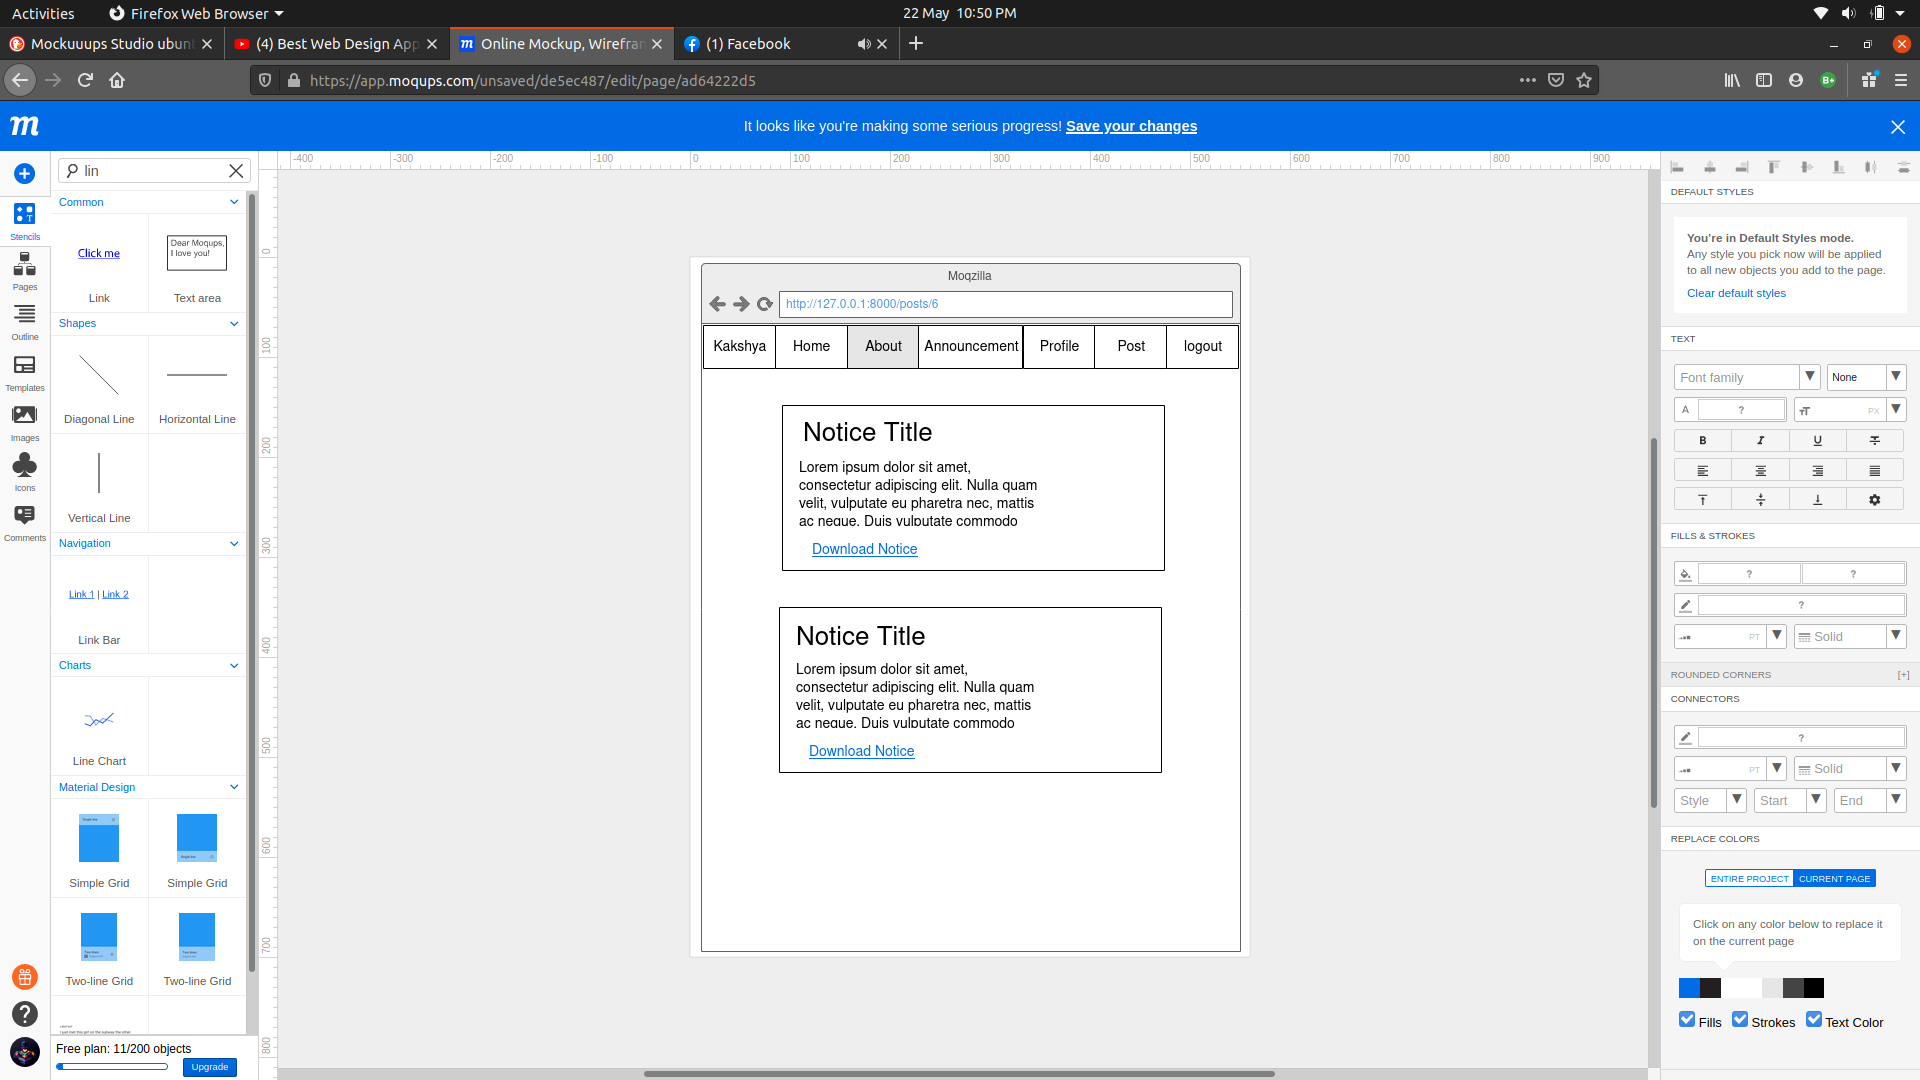 Activities
Firefox Web Browser
22 May 10:50 PM
Mockuuups Studio ubun
(4) Best Web Design App
Online Mockup, Wirefran
(1) Facebook
https://app.moqups.com/unsaved/de5ec487/edit/page/ad64222d5
It looks like you're making some serious progress! Save your changes
lin
Common
Click me
Dear Moqups,
I love you!
Link
Text area
Shapes
Diagonal Line
Horizontal Line
Vertical Line
Navigation
Link 1 | Link 2
Link Bar
Charts
Line Chart
Material Design
Simple Grid
Simple Grid
Two-line Grid
Two-line Grid
Free plan: 11/200 objects
Upgrade
Stencils
Pages
Outline
Templates
Images
Icons
Comments
-400 -300 -200 -100 0 100 200 300 400 500 600 700 800 900
0
100
200
300
400
500
600
700
800
Moqzilla
http://127.0.0.1:8000/posts/6
Kakshya Home About Announcement Profile Post logout
Notice Title
Lorem ipsum dolor sit amet,
consectetur adipiscing elit. Nulla quam
velit, vulputate eu pharetra nec, mattis
ac neque. Duis vulputate commodo
Download Notice
Notice Title
Lorem ipsum dolor sit amet,
consectetur adipiscing elit. Nulla quam
velit, vulputate eu pharetra nec, mattis
ac neque. Duis vulputate commodo
Download Notice
DEFAULT STYLES
You're in Default Styles mode.
Any style you pick now will be applied
to all new objects you add to the page.
Clear default styles
TEXT
Font family
None
A ?
PX
B I U
FILLS & STROKES
? ?
?
PT
Solid
ROUNDED CORNERS [+]
CONNECTORS
?
PT
Solid
Style
Start
End
REPLACE COLORS
ENTIRE PROJECT
CURRENT PAGE
Click on any color below to replace it
on the current page
Fills
Strokes
Text Color